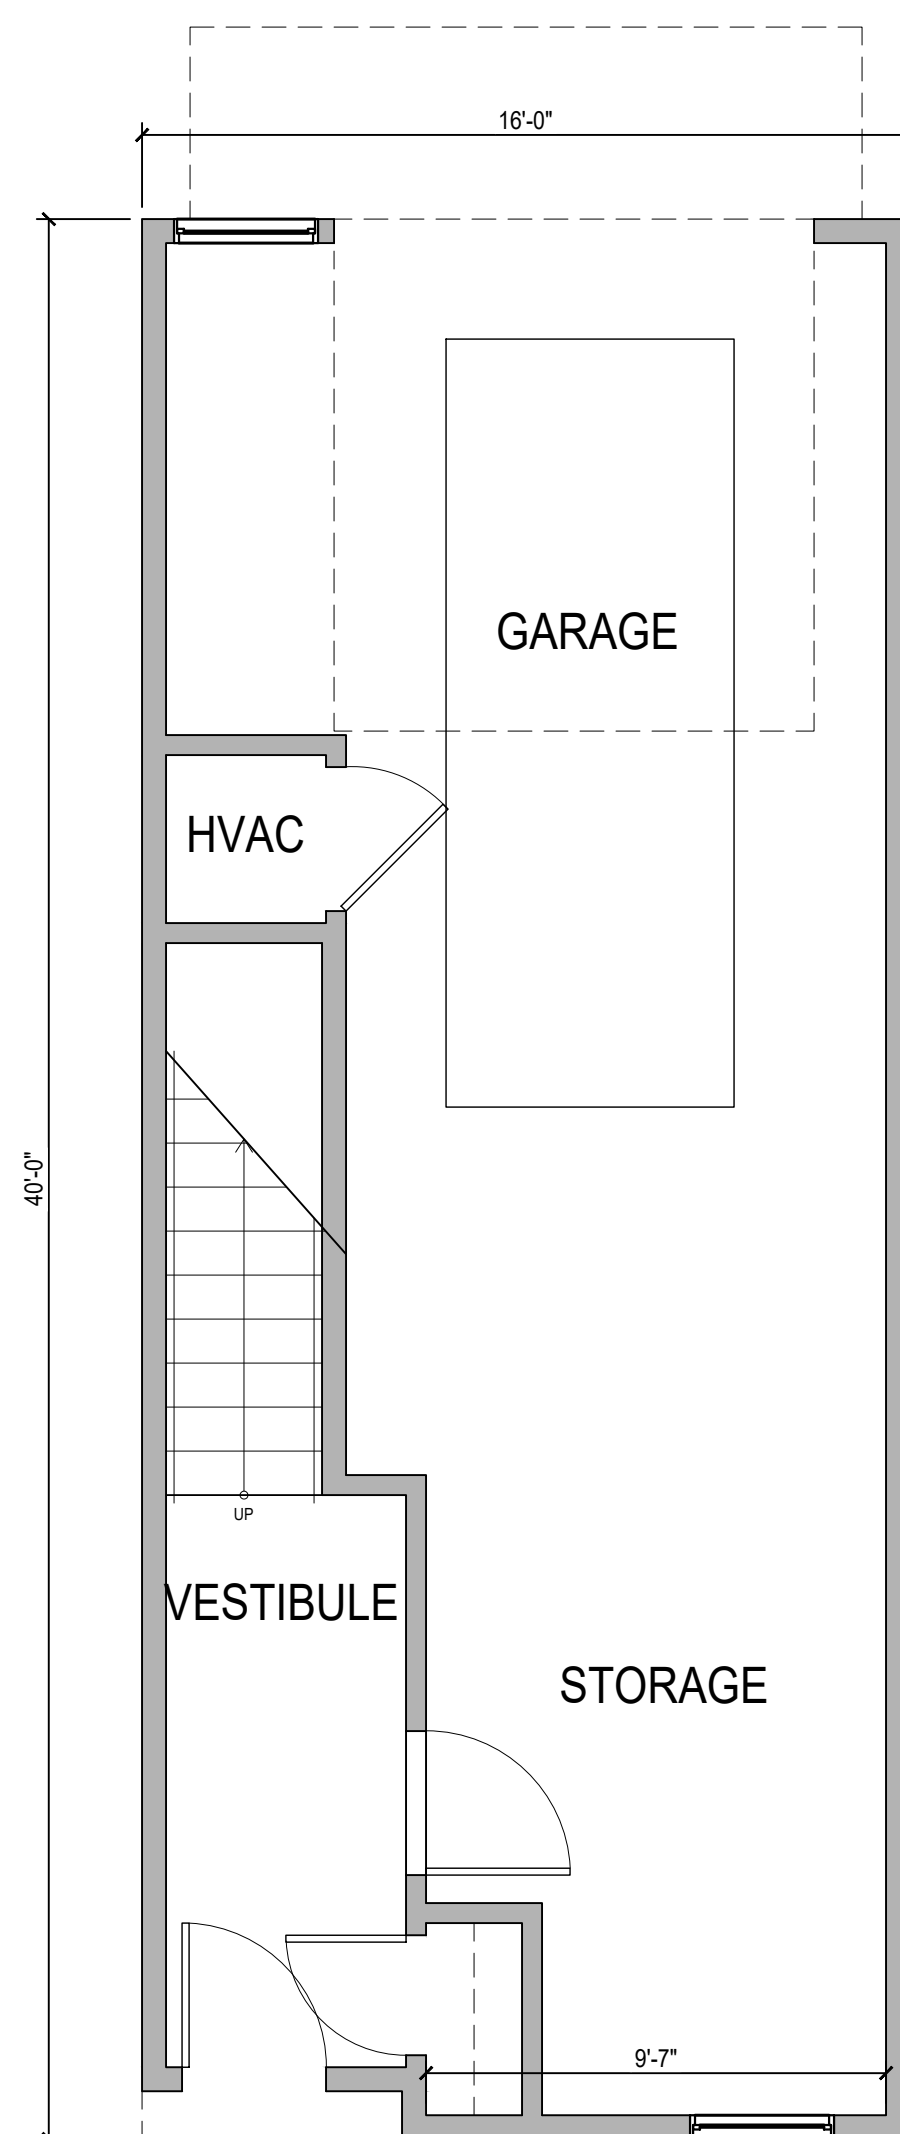 16'-0"
GARAGE
HVAC
40'-0"
UP
VESTIBULE
STORAGE
9'-7"